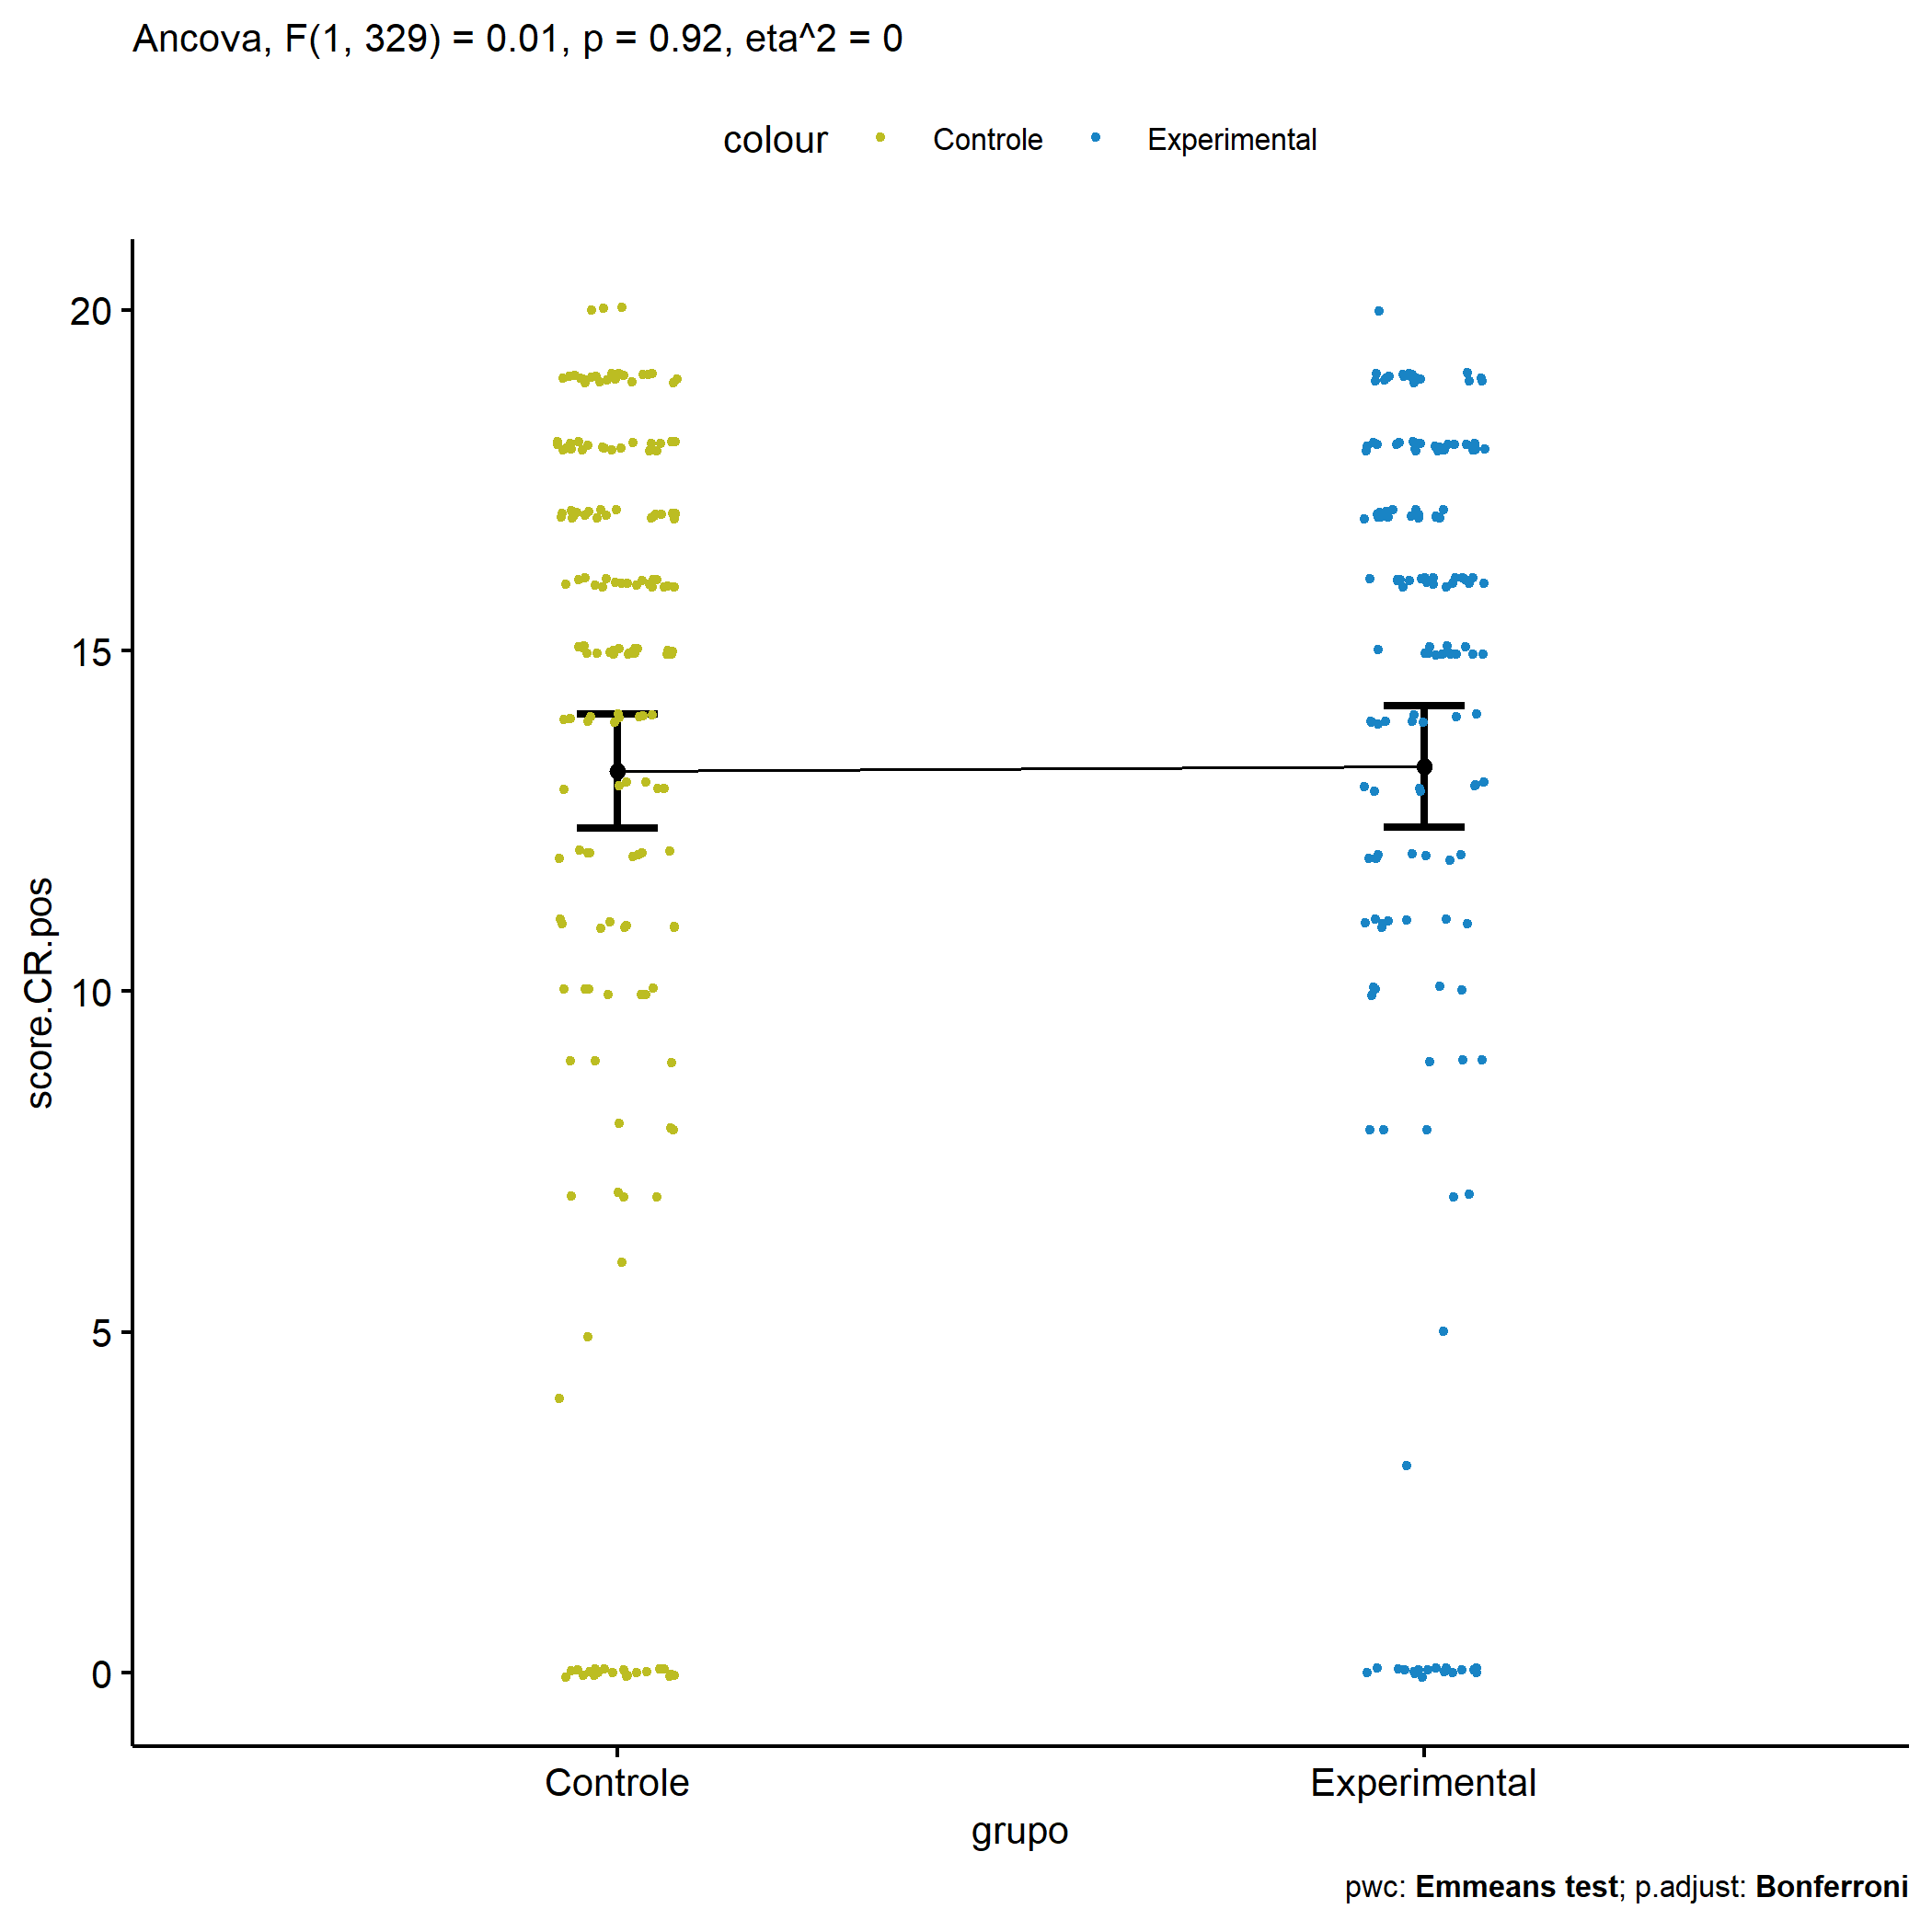 Ancova, F(1, 329) = 0.01, p = 0.92, eta^2 = 0
colour Controle Experimental
score.CR.pos
20
15
10
5
0
Controle Experimental
grupo
pwc: Emmeans test; p.adjust: Bonferroni